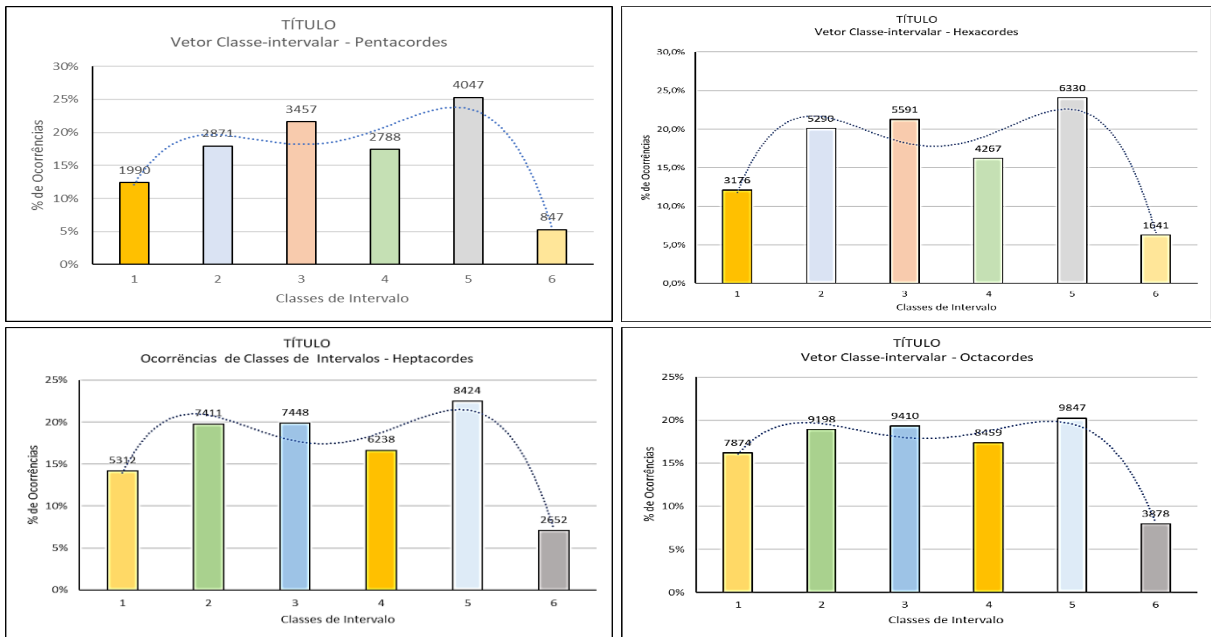 TÍTULO
Vetor Classe-intervalar - Pentacordes
% de Ocorrências
30%
25%
20%
15%
10%
5%
0%
1990
2871
3457
2788
4047
847
1 2 3 4 5 6
Classes de Intervalo
TÍTULO
Vetor Classe-intervalar - Hexacordes
% de Ocorrências
30,0%
25,0%
20,0%
15,0%
10,0%
5,0%
0,0%
3176
5290
5591
4267
6330
1641
1 2 3 4 5 6
Classes de Intervalo
TÍTULO
Ocorrências de Classes de Intervalos - Heptacordes
% de Ocorrências
25%
20%
15%
10%
5%
0%
5312
7411
7448
6238
8424
2652
1 2 3 4 5 6
Classes de Intervalo
TÍTULO
Vetor Classe-intervalar - Octacordes
% de Ocorrências
25%
20%
15%
10%
5%
0%
7874
9198
9410
8459
9847
3878
1 2 3 4 5 6
Classes de Intervalo